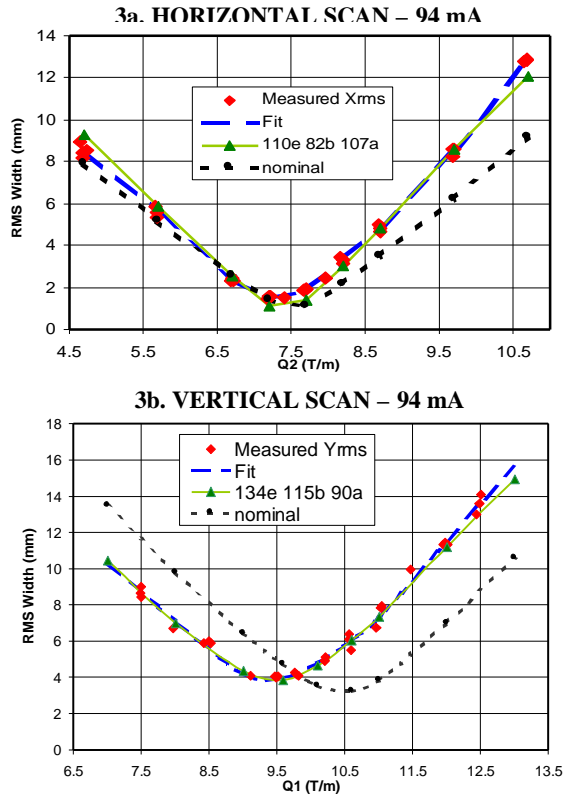 3a. HORIZONTAL SCAN – 94 mA
14
12
10
8
6
4
2
0
RMS Width (mm)
Measured Xrms
Fit
110e 82b 107a
nominal
4.5 5.5 6.5 7.5 8.5 9.5 10.5
Q2 (T/m)
3b. VERTICAL SCAN – 94 mA
18
16
14
12
10
8
6
4
2
0
RMS Width (mm)
Measured Yrms
Fit
134e 115b 90a
nominal
6.5 7.5 8.5 9.5 10.5 11.5 12.5 13.5
Q1 (T/m)